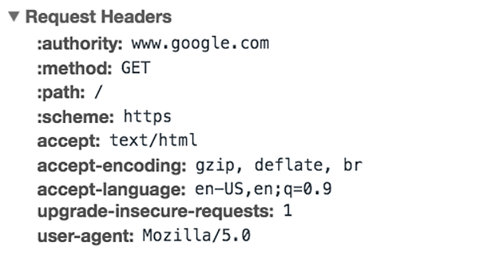 Request Headers
:authority: www.google.com
:method: GET
:path: /
:scheme: https
accept: text/html
accept-encoding: gzip, deflate, br
accept-language: en-US,en;q=0.9
upgrade-insecure-requests: 1
user-agent: Mozilla/5.0